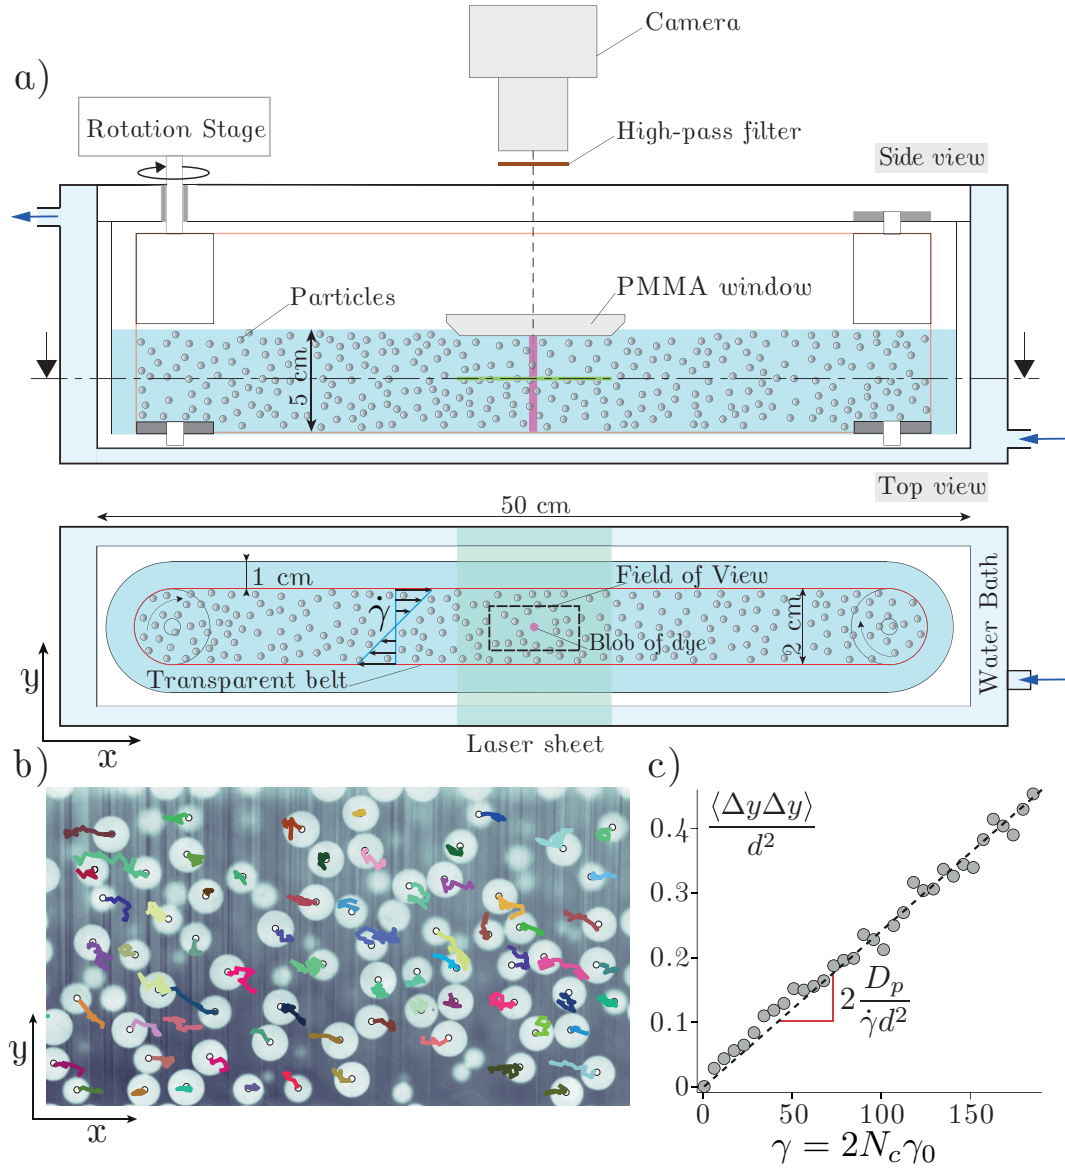 a)
Camera
Rotation Stage
High-pass filter
Side view
Particles
PMMA window
5 cm
Top view
50 cm
1 cm
Field of View
γ̇
Blob of dye
2 cm
Transparent belt
Water Bath
y
x
Laser sheet
b)
y
x
c)
⟨ΔyΔy⟩/d²
0.4
0.3
0.2
0.1
0
2 D_p/γ̇d²
0 50 100 150
γ = 2N_cγ_0